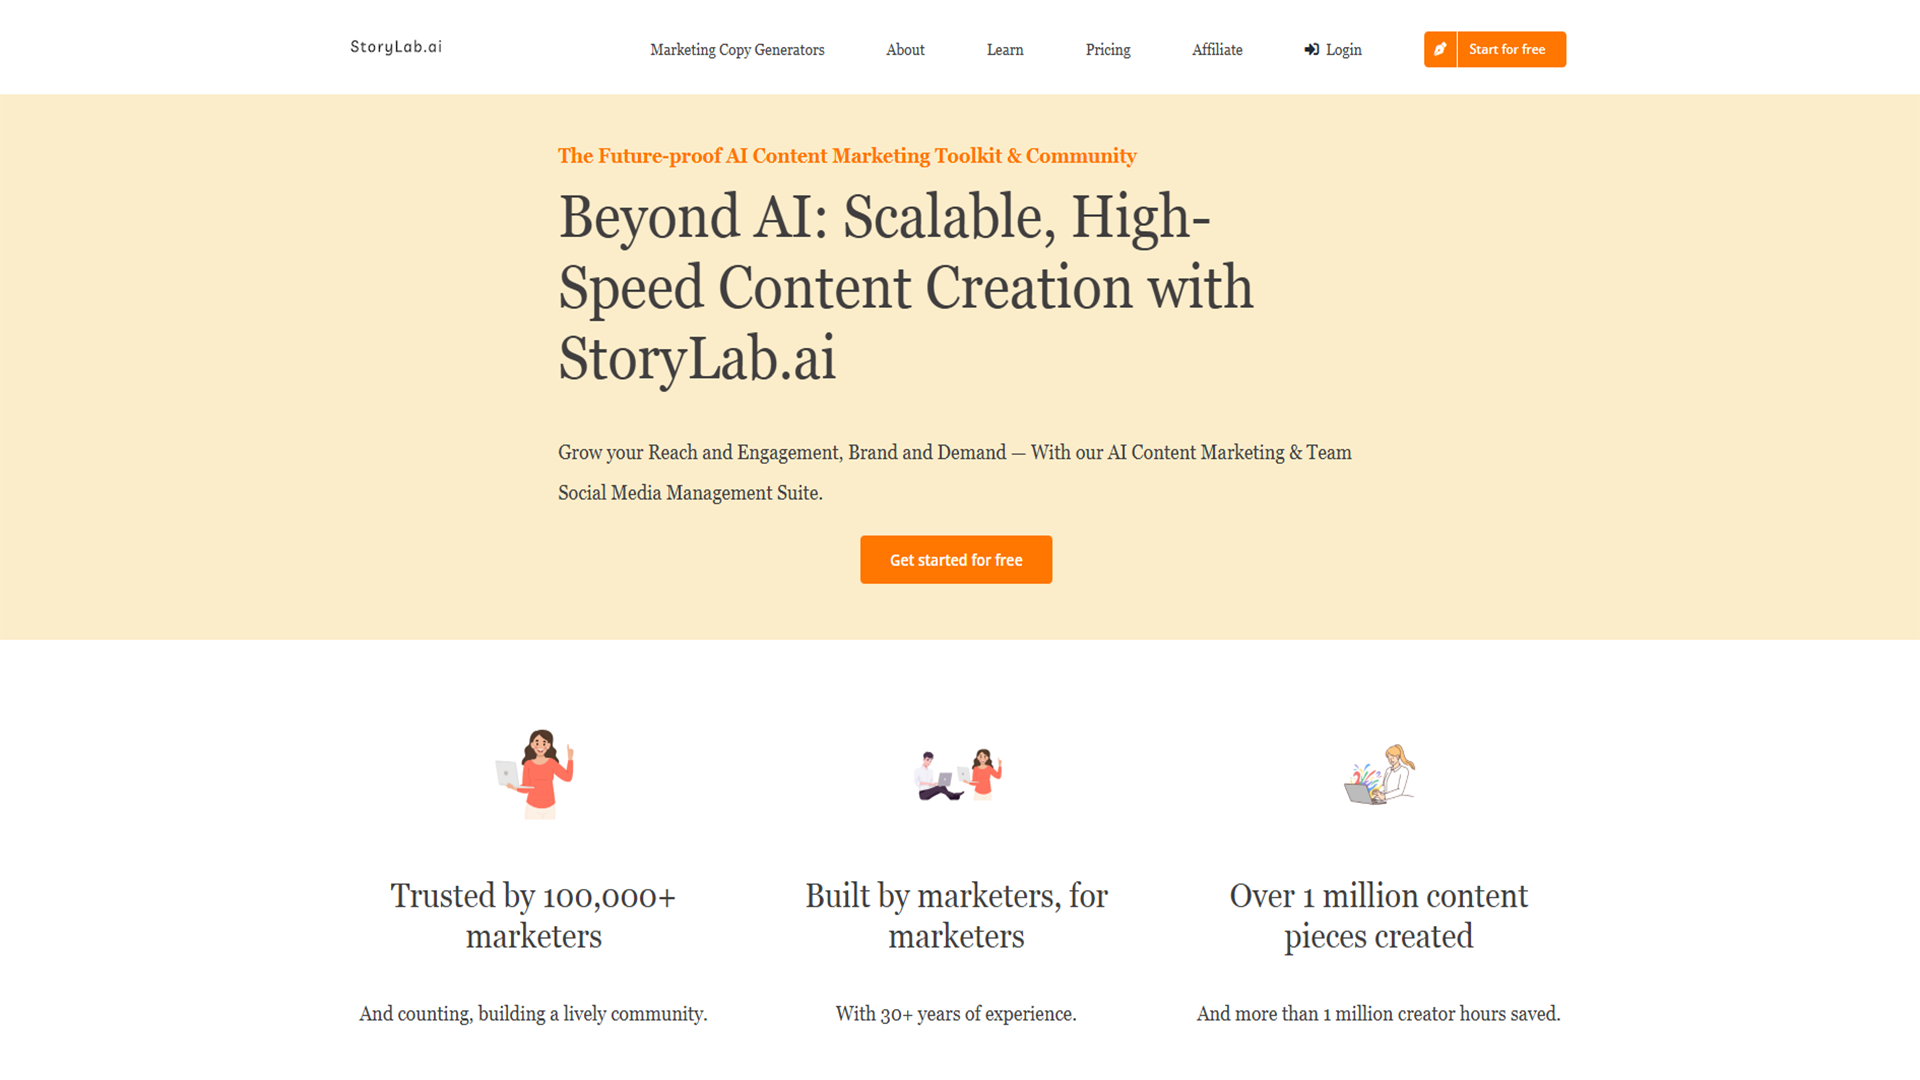 StoryLab.ai
Marketing Copy Generators
About
Learn
Pricing
Affiliate
Login
Start for free
The Future-proof AI Content Marketing Toolkit & Community
Beyond AI: Scalable, High-
Speed Content Creation with
StoryLab.ai
Grow your Reach and Engagement, Brand and Demand — With our AI Content Marketing & Team
Social Media Management Suite.
Get started for free
Trusted by 100,000+
marketers
And counting, building a lively community.
Built by marketers, for
marketers
With 30+ years of experience.
Over 1 million content
pieces created
And more than 1 million creator hours saved.